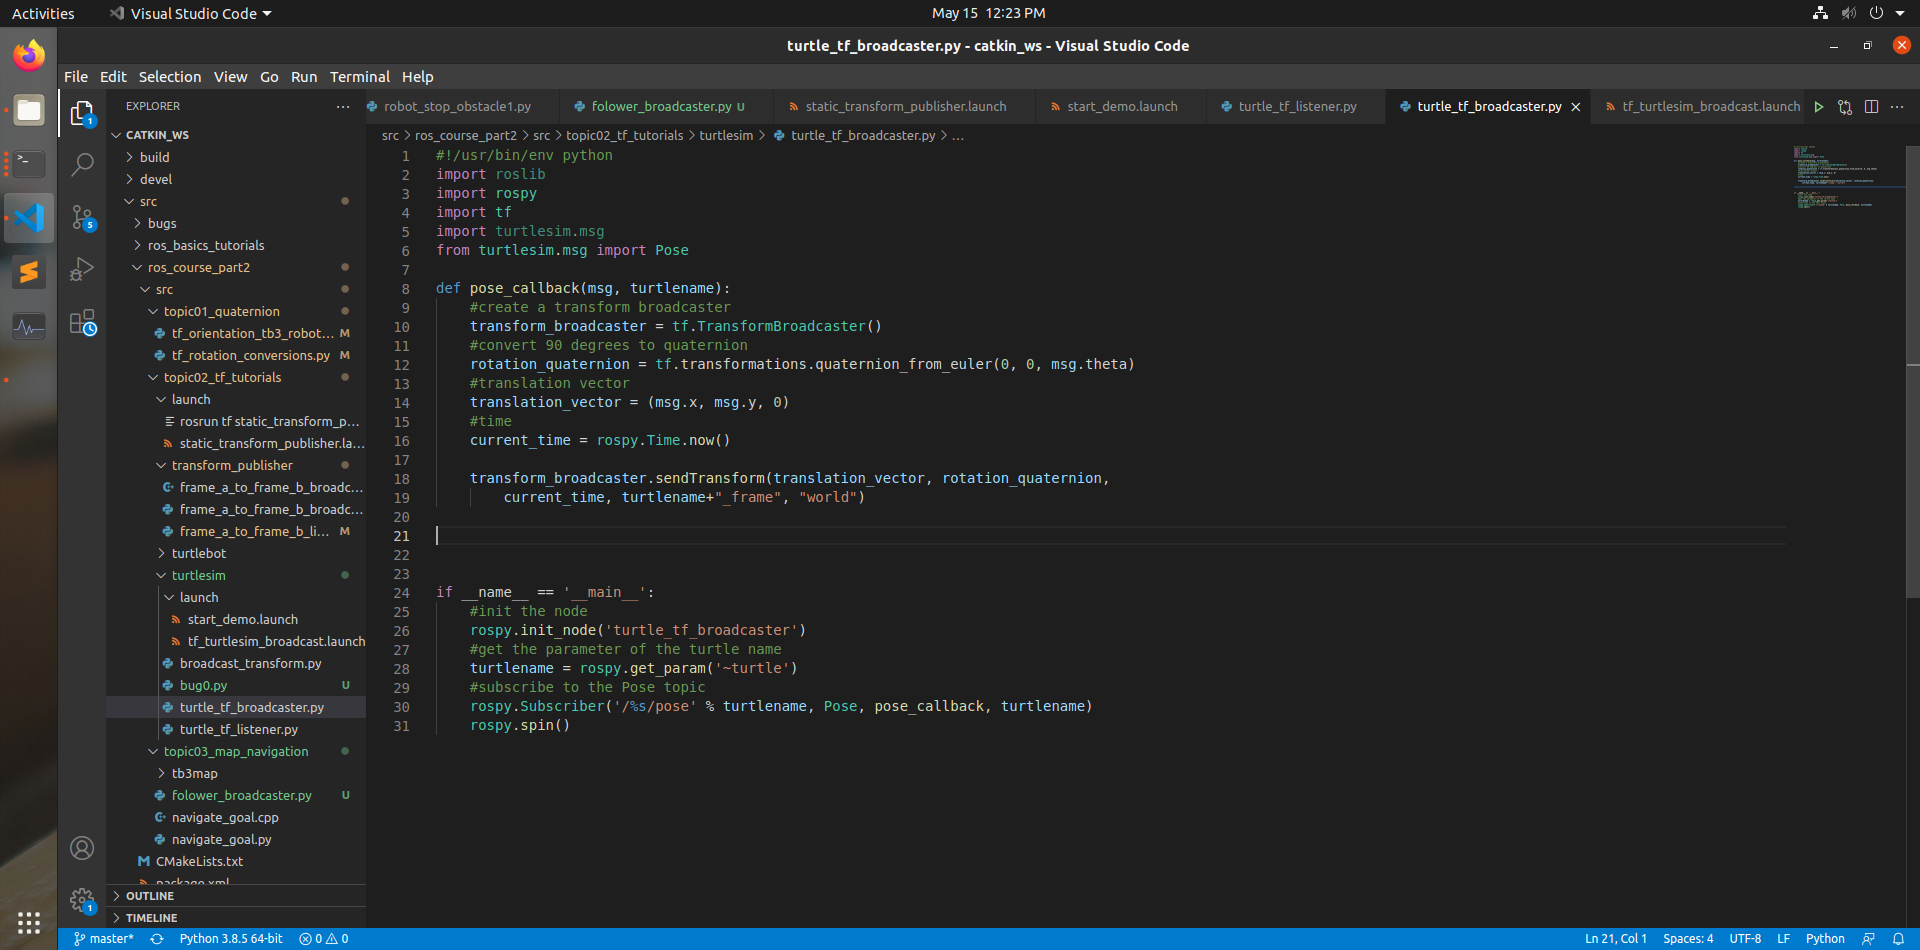 Activities
Visual Studio Code
May 15 12:23 PM
turtle_tf_broadcaster.py - catkin_ws - Visual Studio Code
File Edit Selection View Go Run Terminal Help
EXPLORER
robot_stop_obstacle1.py
folower_broadcaster.py U
static_transform_publisher.launch
start_demo.launch
turtle_tf_listener.py
turtle_tf_broadcaster.py
tf_turtlesim_broadcast.launch
src > ros_course_part2 > src > topic02_tf_tutorials > turtlesim > turtle_tf_broadcaster.py > ...
CATKIN_WS
build
devel
src
bugs
ros_basics_tutorials
ros_course_part2
src
topic01_quaternion
tf_orientation_tb3_robot... M
tf_rotation_conversions.py M
topic02_tf_tutorials
launch
rosrun tf static_transform_p...
static_transform_publisher.la...
transform_publisher
frame_a_to_frame_b_broadc...
frame_a_to_frame_b_broadc...
frame_a_to_frame_b_li... M
turtlebot
turtlesim
launch
start_demo.launch
tf_turtlesim_broadcast.launch
broadcast_transform.py
bug0.py U
turtle_tf_broadcaster.py
turtle_tf_listener.py
topic03_map_navigation
tb3map
folower_broadcaster.py U
navigate_goal.cpp
navigate_goal.py
CMakeLists.txt
package.xml
OUTLINE
TIMELINE
1
5
1
1 #!/usr/bin/env python
2 import roslib
3 import rospy
4 import tf
5 import turtlesim.msg
6 from turtlesim.msg import Pose
7
8 def pose_callback(msg, turtlename):
9 #create a transform broadcaster
10 transform_broadcaster = tf.TransformBroadcaster()
11 #convert 90 degrees to quaternion
12 rotation_quaternion = tf.transformations.quaternion_from_euler(0, 0, msg.theta)
13 #translation vector
14 translation_vector = (msg.x, msg.y, 0)
15 #time
16 current_time = rospy.Time.now()
17
18 transform_broadcaster.sendTransform(translation_vector, rotation_quaternion,
19 current_time, turtlename+"_frame", "world")
20
21
22
23
24 if __name__ == '__main__':
25 #init the node
26 rospy.init_node('turtle_tf_broadcaster')
27 #get the parameter of the turtle name
28 turtlename = rospy.get_param('~turtle')
29 #subscribe to the Pose topic
30 rospy.Subscriber('/%s/pose' % turtlename, Pose, pose_callback, turtlename)
31 rospy.spin()
master* Python 3.8.5 64-bit 0 0
Ln 21, Col 1 Spaces: 4 UTF-8 LF Python